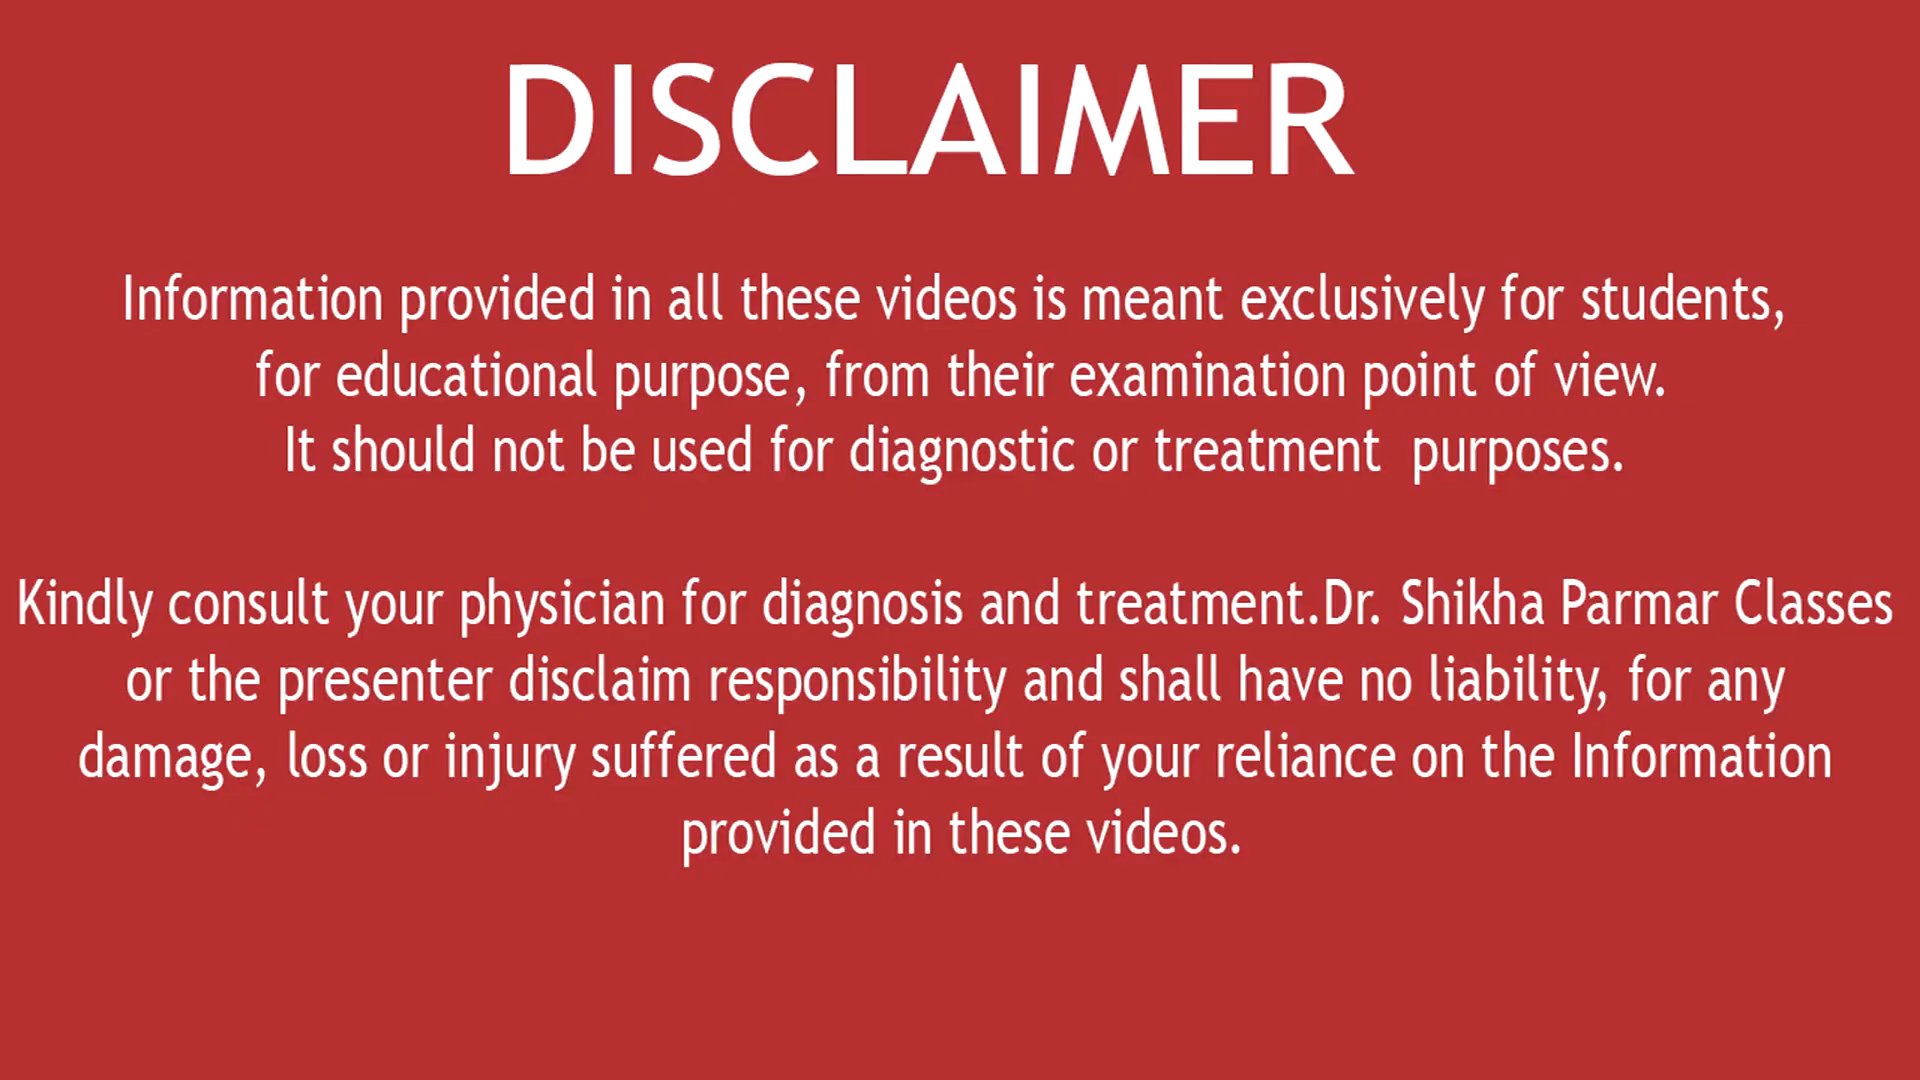 DISCLAIMER
Information provided in all these videos is meant exclusively for students,
for educational purpose, from their examination point of view.
It should not be used for diagnostic or treatment  purposes.
Kindly consult your physician for diagnosis and treatment.Dr. Shikha Parmar Classes
or the presenter disclaim responsibility and shall have no liability, for any
damage, loss or injury suffered as a result of your reliance on the Information
provided in these videos.